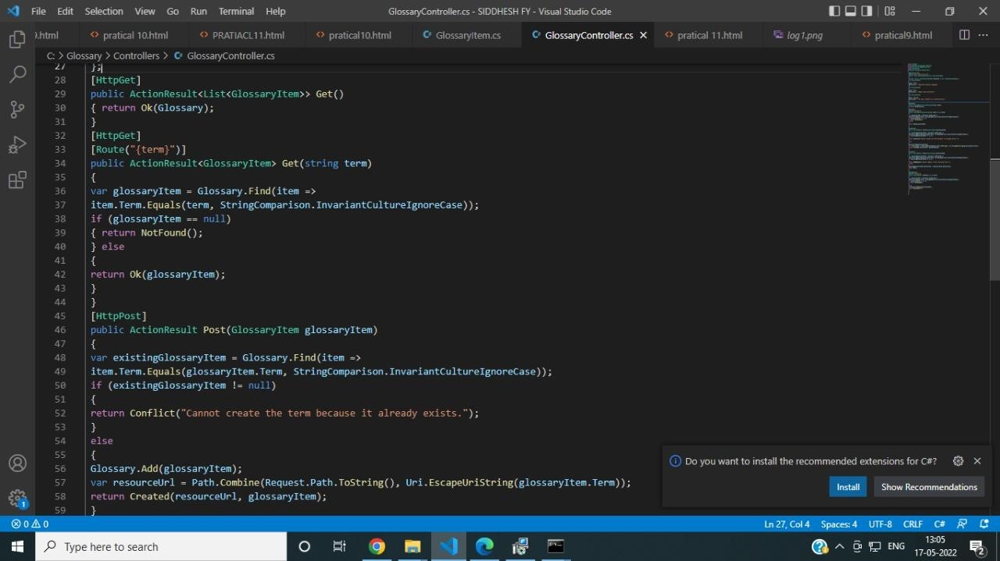 File Edit Selection View Go Run Terminal Help GlossaryController.cs - SIDDHESH FY - Visual Studio Code
9.html pratical 10.html PRATIACL11.html pratical10.html GlossaryItem.cs GlossaryController.cs pratical 11.html log1.png pratical9.html
C: > Glossary > Controllers > GlossaryController.cs
27 };
28 [HttpGet]
29 public ActionResult<List<GlossaryItem>> Get()
30 { return Ok(Glossary);
31 }
32 [HttpGet]
33 [Route("{term}")]
34 public ActionResult<GlossaryItem> Get(string term)
35 {
36 var glossaryItem = Glossary.Find(item =>
37 item.Term.Equals(term, StringComparison.InvariantCultureIgnoreCase));
38 if (glossaryItem == null)
39 { return NotFound();
40 } else
41 {
42 return Ok(glossaryItem);
43 }
44 }
45 [HttpPost]
46 public ActionResult Post(GlossaryItem glossaryItem)
47 {
48 var existingGlossaryItem = Glossary.Find(item =>
49 item.Term.Equals(glossaryItem.Term, StringComparison.InvariantCultureIgnoreCase));
50 if (existingGlossaryItem != null)
51 {
52 return Conflict("Cannot create the term because it already exists.");
53 }
54 else
55 {
56 Glossary.Add(glossaryItem);
57 var resourceUrl = Path.Combine(Request.Path.ToString(), Uri.EscapeUriString(glossaryItem.Term));
58 return Created(resourceUrl, glossaryItem);
59 }
Do you want to install the recommended extensions for C#?
Install Show Recommendations
1
0 0 Ln 27, Col 4 Spaces: 4 UTF-8 CRLF C#
Type here to search ENG 13:05
17-05-2022 2